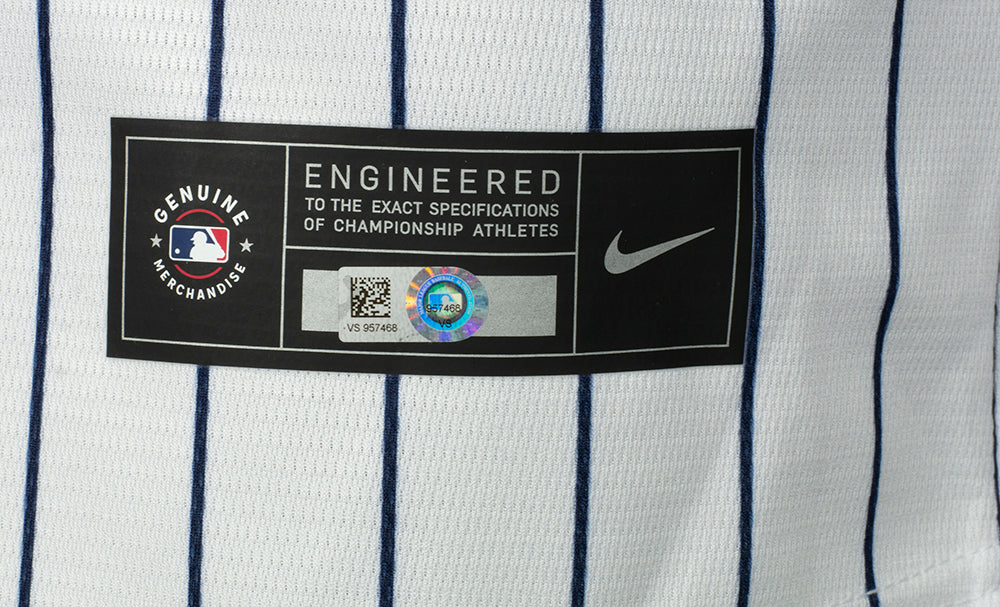 GENUINE
MERCHANDISE
ENGINEERED
TO THE EXACT SPECIFICATIONS
OF CHAMPIONSHIP ATHLETES
VS 957468
957468
VS